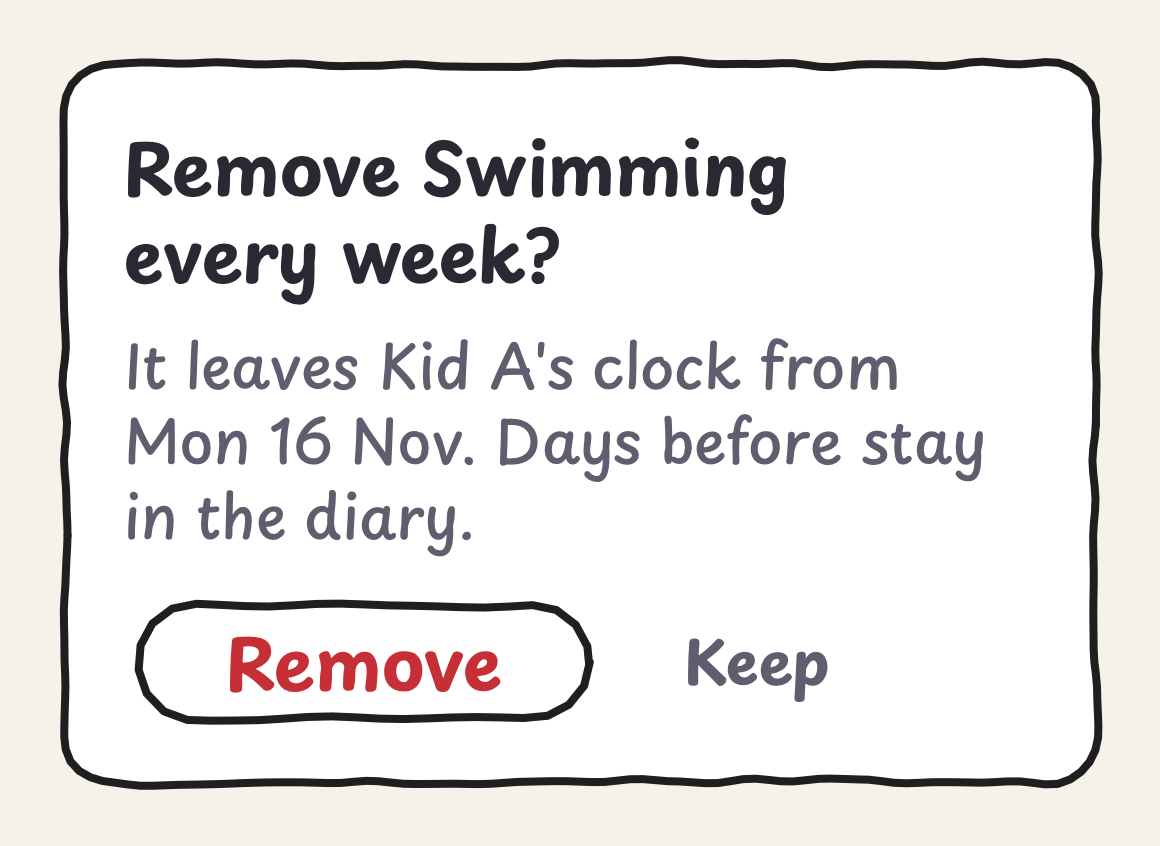 Remove Swimming
every week?
It leaves Kid A's clock from
Mon 16 Nov. Days before stay
in the diary.
Remove
Keep